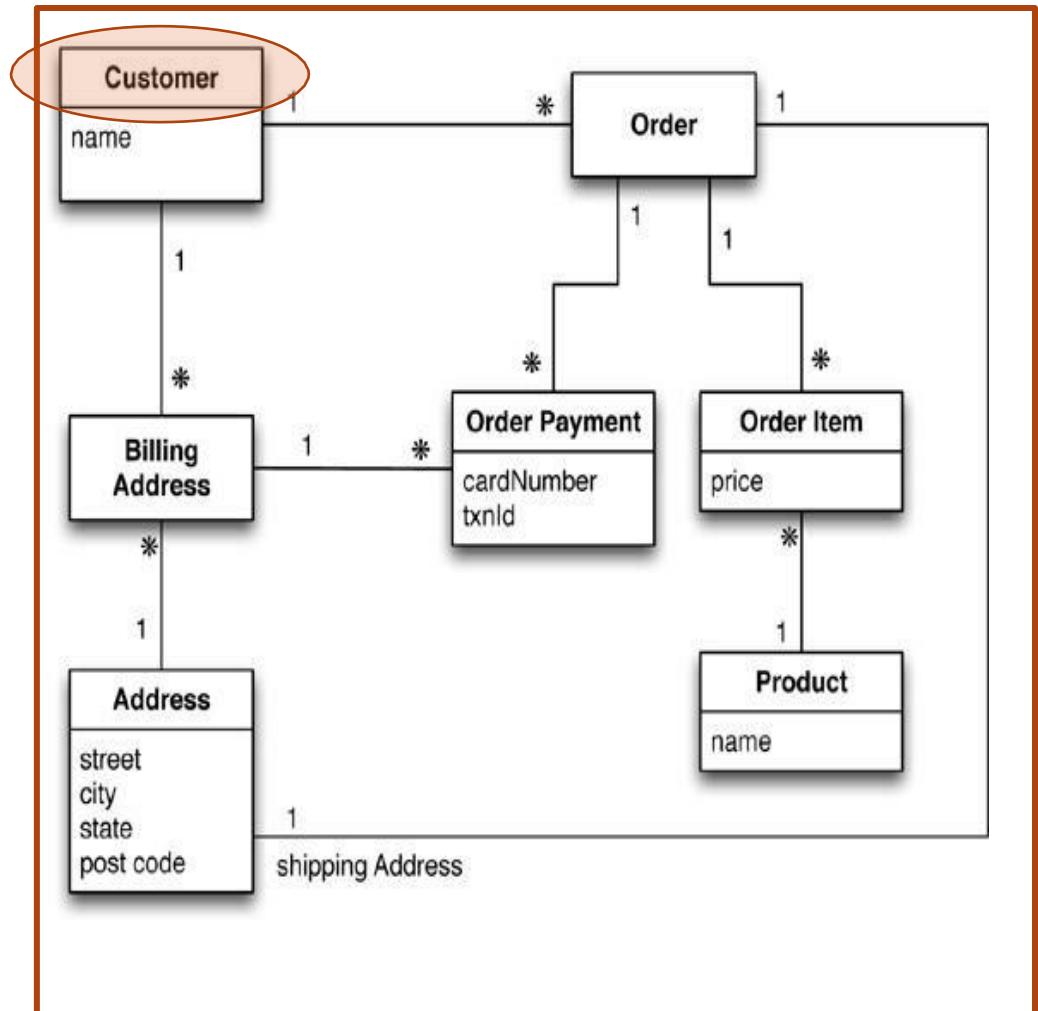 Customer
name
1
*
Order
1
1
1
1
*
*
*
Billing
Address
1
*
Order Payment
cardNumber
txnId
Order Item
price
*
1
*
1
Address
street
city
state
post code
Product
name
1
shipping Address